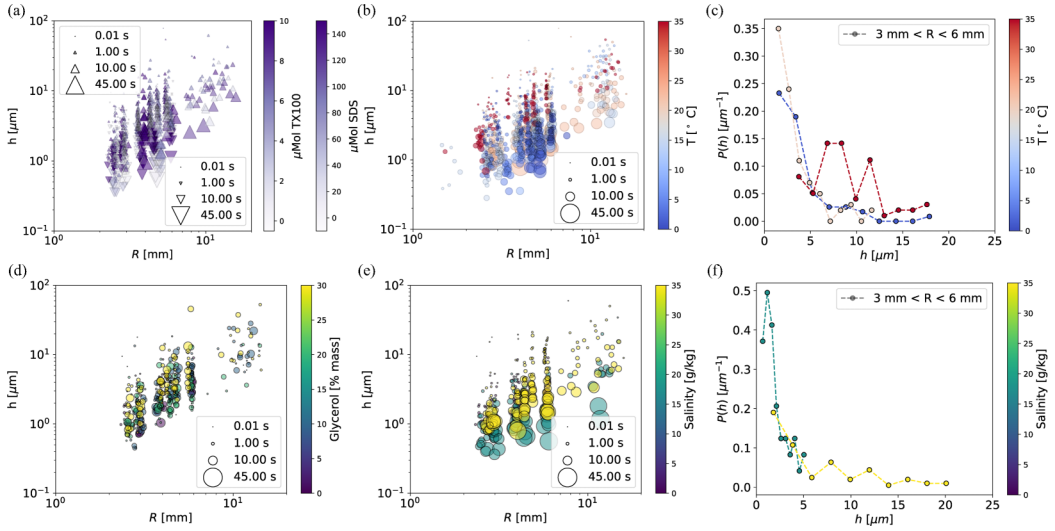 (a)
10²
10¹
10⁰
10⁻¹
h [μm]
10⁰
10¹
R [mm]
0.01 s
1.00 s
10.00 s
45.00 s
0.01 s
1.00 s
10.00 s
45.00 s
10
8
6
4
2
0
μMol TX100
140
120
100
80
60
40
20
0
μMol SDS
(b)
10²
10¹
10⁰
10⁻¹
h [μm]
10⁰
10¹
R [mm]
0.01 s
1.00 s
10.00 s
45.00 s
35
30
25
20
15
10
5
0
T [° C]
(c)
0.35
0.30
0.25
0.20
0.15
0.10
0.05
0.00
P(h) [μm⁻¹]
0
5
10
15
20
25
h [μm]
3 mm < R < 6 mm
35
30
25
20
15
10
5
0
T [° C]
(d)
10²
10¹
10⁰
10⁻¹
h [μm]
10⁰
10¹
R [mm]
0.01 s
1.00 s
10.00 s
45.00 s
30
25
20
15
10
5
0
Glycerol [% mass]
(e)
10²
10¹
10⁰
10⁻¹
h [μm]
10⁰
10¹
R [mm]
0.01 s
1.00 s
10.00 s
45.00 s
35
30
25
20
15
10
5
0
Salinity [g/kg]
(f)
0.5
0.4
0.3
0.2
0.1
0.0
P(h) [μm⁻¹]
0
5
10
15
20
25
h [μm]
3 mm < R < 6 mm
35
30
25
20
15
10
5
0
Salinity [g/kg]